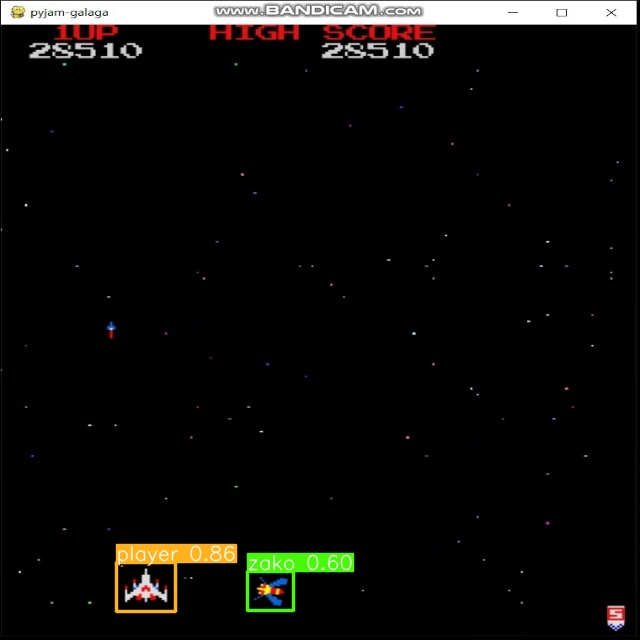 pyjam-galaga
www.BANDICAM.com
1UP HIGH SCORE
28510 28510
player 0.86
zako 0.60
5